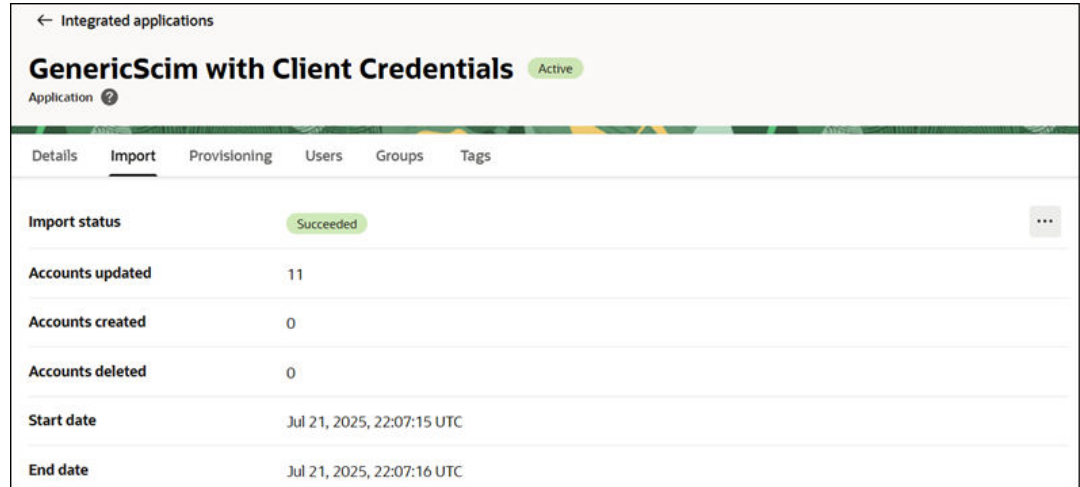 ← Integrated applications
GenericScim with Client Credentials Active
Application ?
Details Import Provisioning Users Groups Tags
Import status Succeeded ...
Accounts updated 11
Accounts created 0
Accounts deleted 0
Start date Jul 21, 2025, 22:07:15 UTC
End date Jul 21, 2025, 22:07:16 UTC